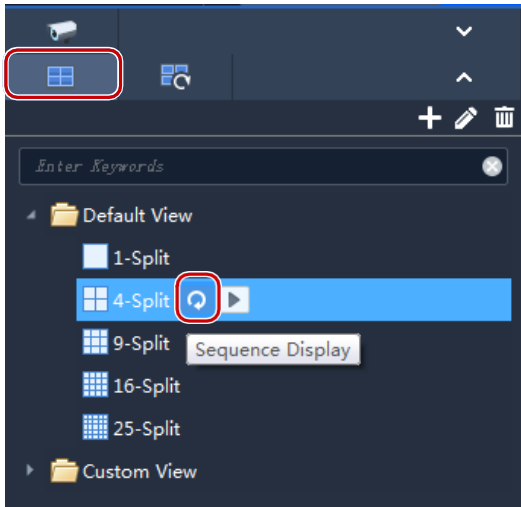 Enter Keywords
Default View
1-Split
4-Split
9-Split
Sequence Display
16-Split
25-Split
Custom View